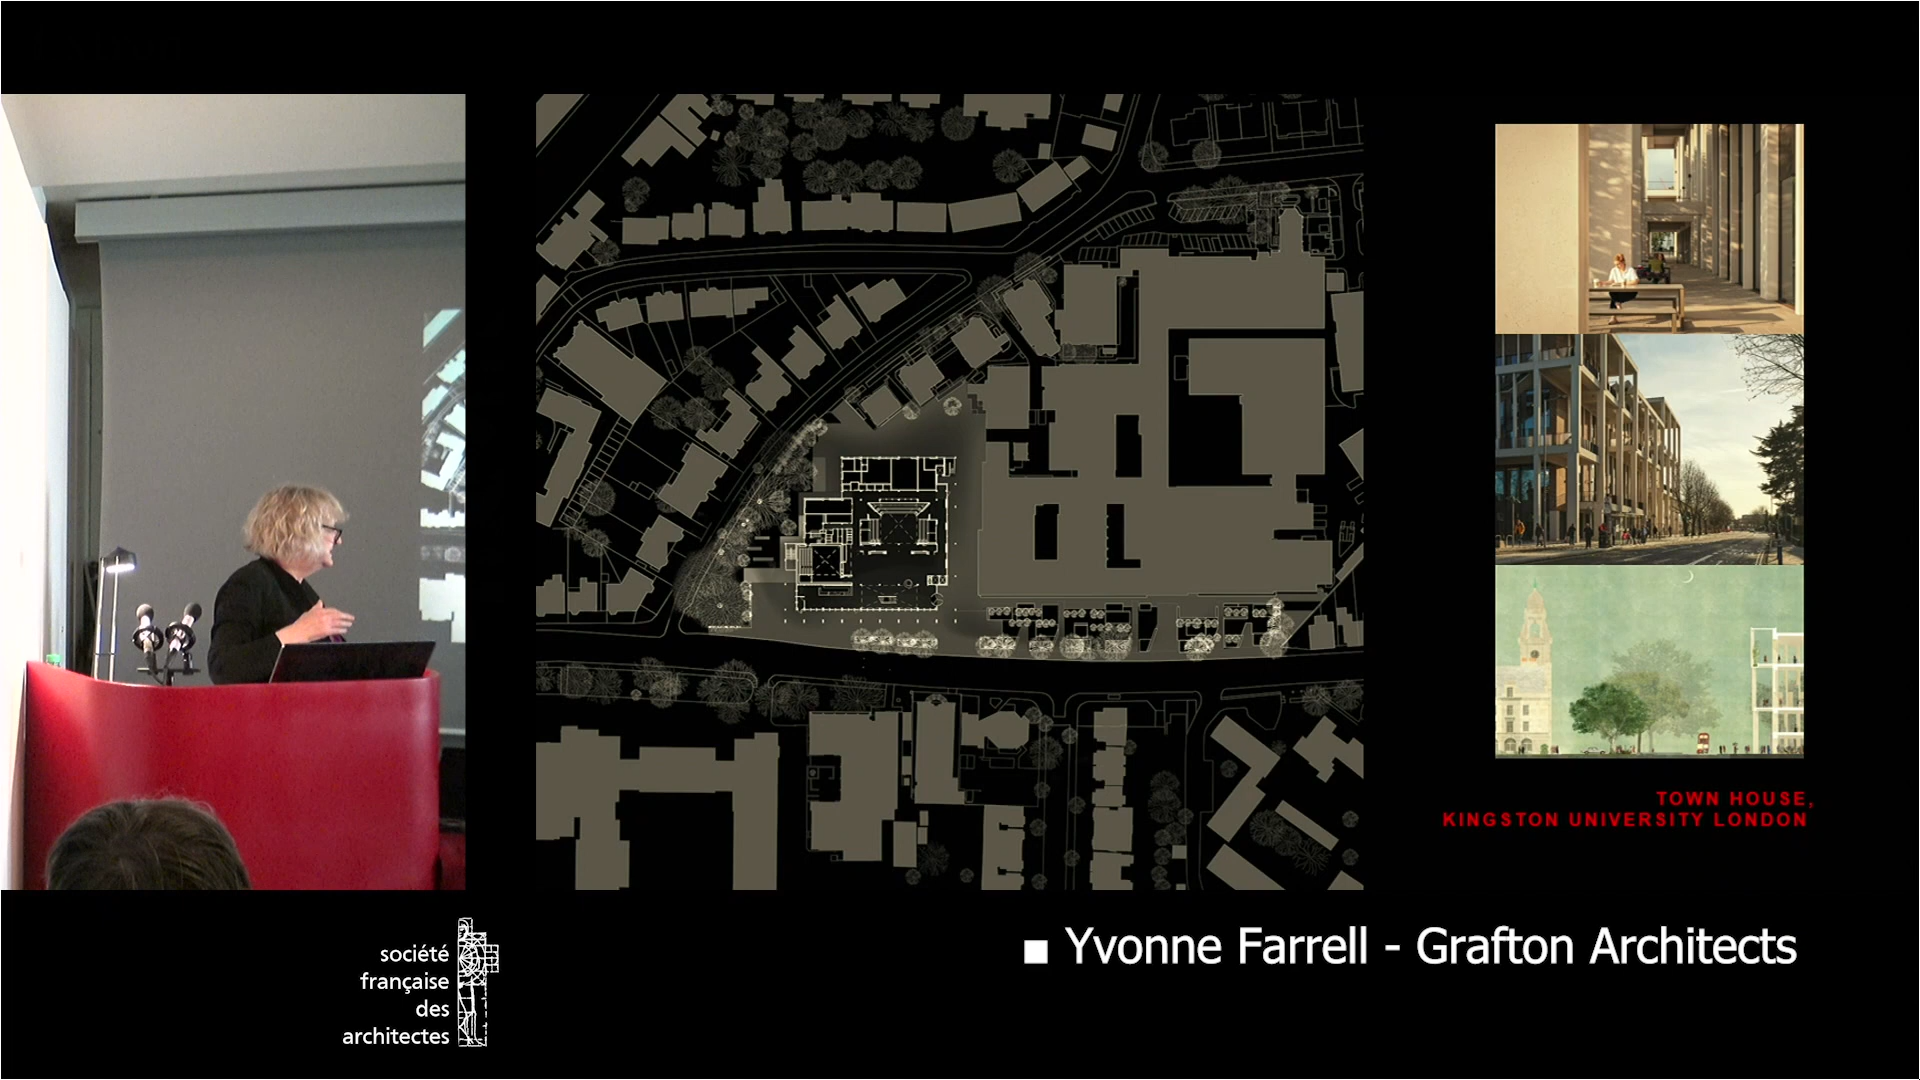 TOWN HOUSE,
KINGSTON UNIVERSITY LONDON
Yvonne Farrell - Grafton Architects
société
française
des
architectes